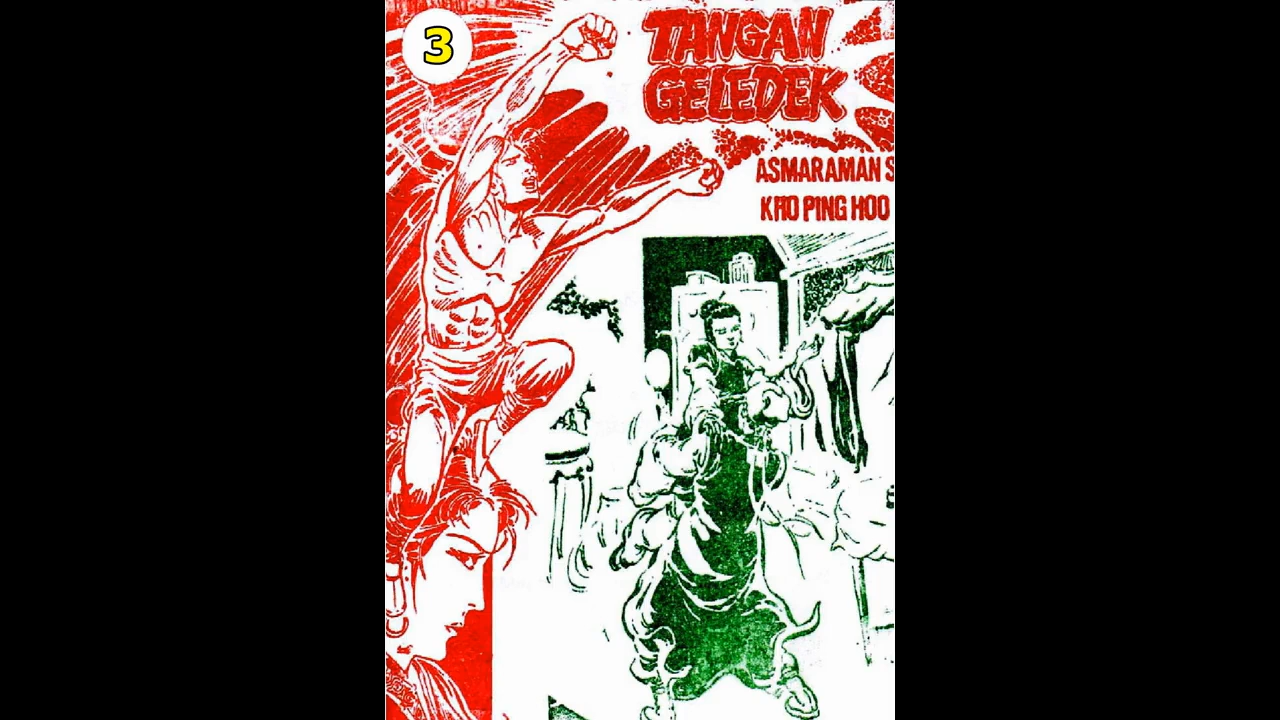 3
TANGAN
GELEDEK
ASMARAMAN S
KHO PING HOO